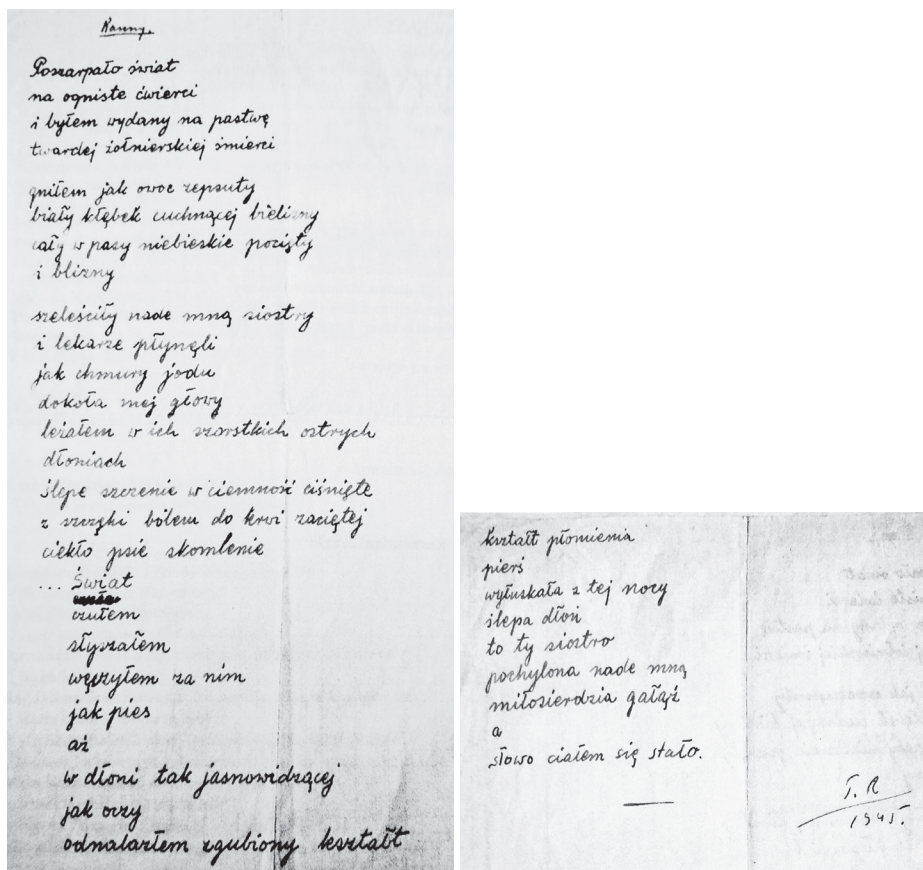 Ranny.
Poszarpało świat
na ogniste ćwierci
i byłem wydany na pastwę
twardej żołnierskiej śmierci
gniłem jak owoc zepsuty
biały kłębek cuchnącej bielizny
cały w pasy niebieskie pocięty
i blizny
szeleściły nade mną siostry
i lekarze płynęli
jak chmury jodu
dokoła mej głowy
leżałem w ich szorstkich ostrych
dłoniach
ślepe szczenię w ciemność ciśnięte
z szczęki bólem do krwi zaciętej
ciekło psie skomlenie
... Świat
czułem
słyszałem
węszyłem za nim
jak pies
aż
w dłoni tak jasnowidzącej
jak oczy
odnalazłem zgubiony kształt
kształt płomienia
pierś
wyłuskała z tej nocy
ślepa dłoń
to ty siostro
pochylona nade mną
miłosierdzia gałąź
a
słowo ciałem się stało.
T. R
1945.